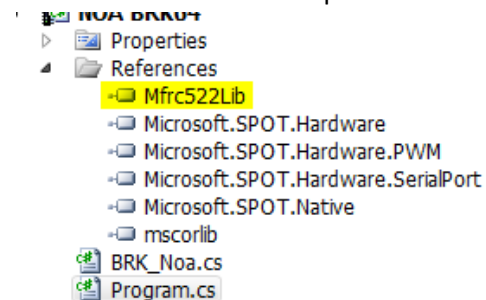 NOA BRK64
Properties
References
Mfrc522Lib
Microsoft.SPOT.Hardware
Microsoft.SPOT.Hardware.PWM
Microsoft.SPOT.Hardware.SerialPort
Microsoft.SPOT.Native
mscorlib
BRK_Noa.cs
Program.cs